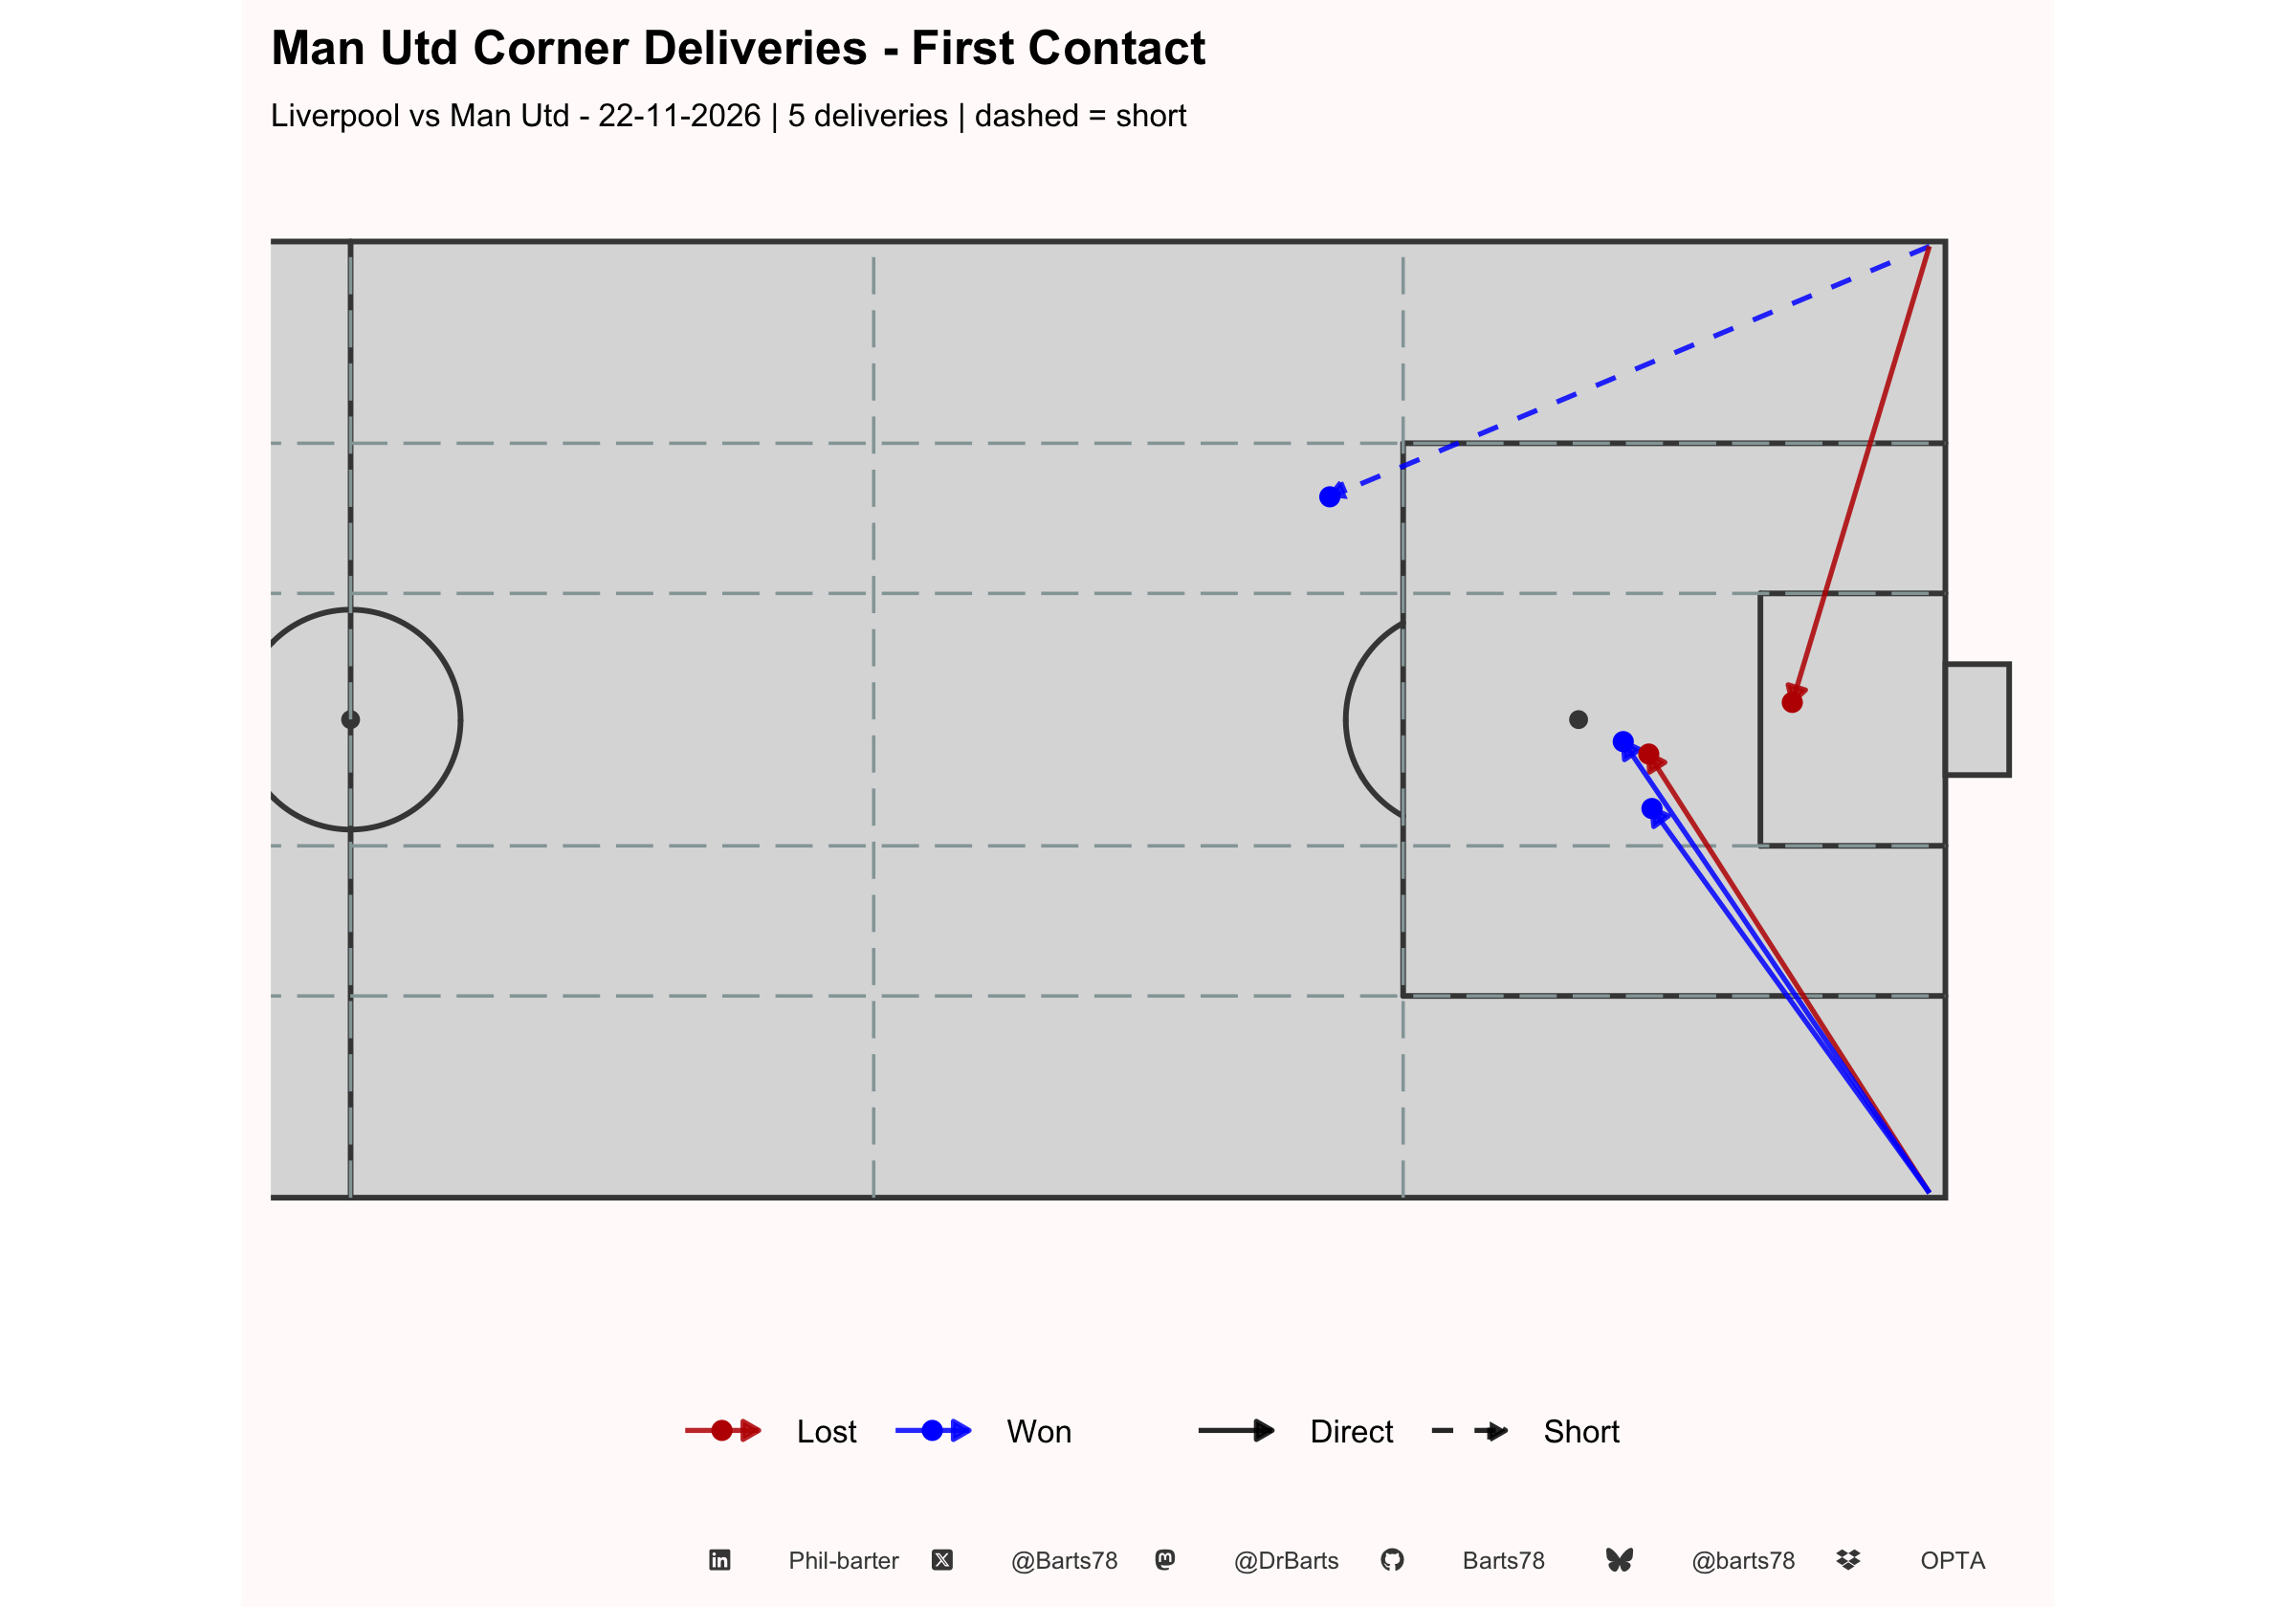 Man Utd Corner Deliveries - First Contact
Liverpool vs Man Utd - 22-11-2026 | 5 deliveries | dashed = short
Lost Won Direct Short
Phil-barter @Barts78 @DrBarts Barts78 @barts78 OPTA